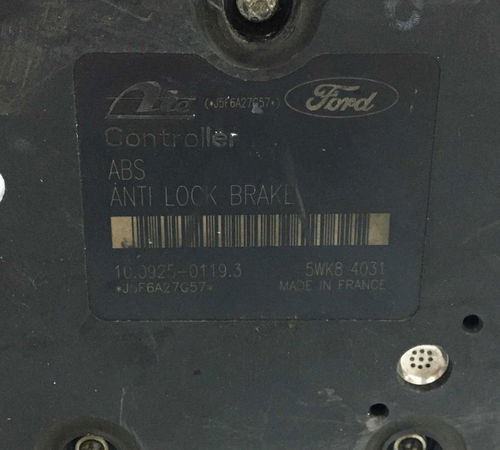 Ate (*J5F6A27G57*) Ford
Controller
ABS
ANTI LOCK BRAKE
10.0925-0119.3 5WK8 4031
*J5F6A27G57* MADE IN FRANCE